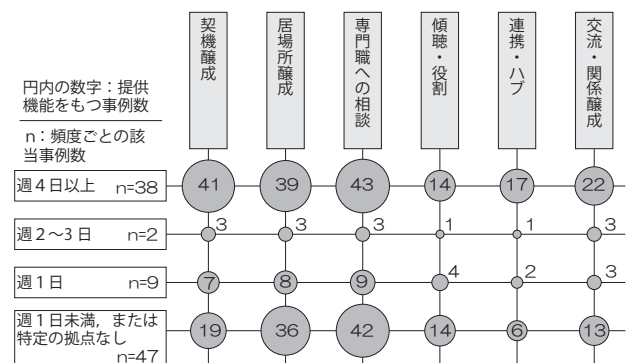 契機醸成
居場所醸成
専門職への相談
傾聴・役割
連携・ハブ
交流・関係醸成
円内の数字：提供
機能をもつ事例数
n：頻度ごとの該
当事例数
週４日以上 n=38
41 39 43 14 17 22
週２～３日 n=2
3 3 3 1 1 3
週１日 n=9
7 8 9 4 2 3
週１日未満，または
特定の拠点なし
n=47
19 36 42 14 6 13